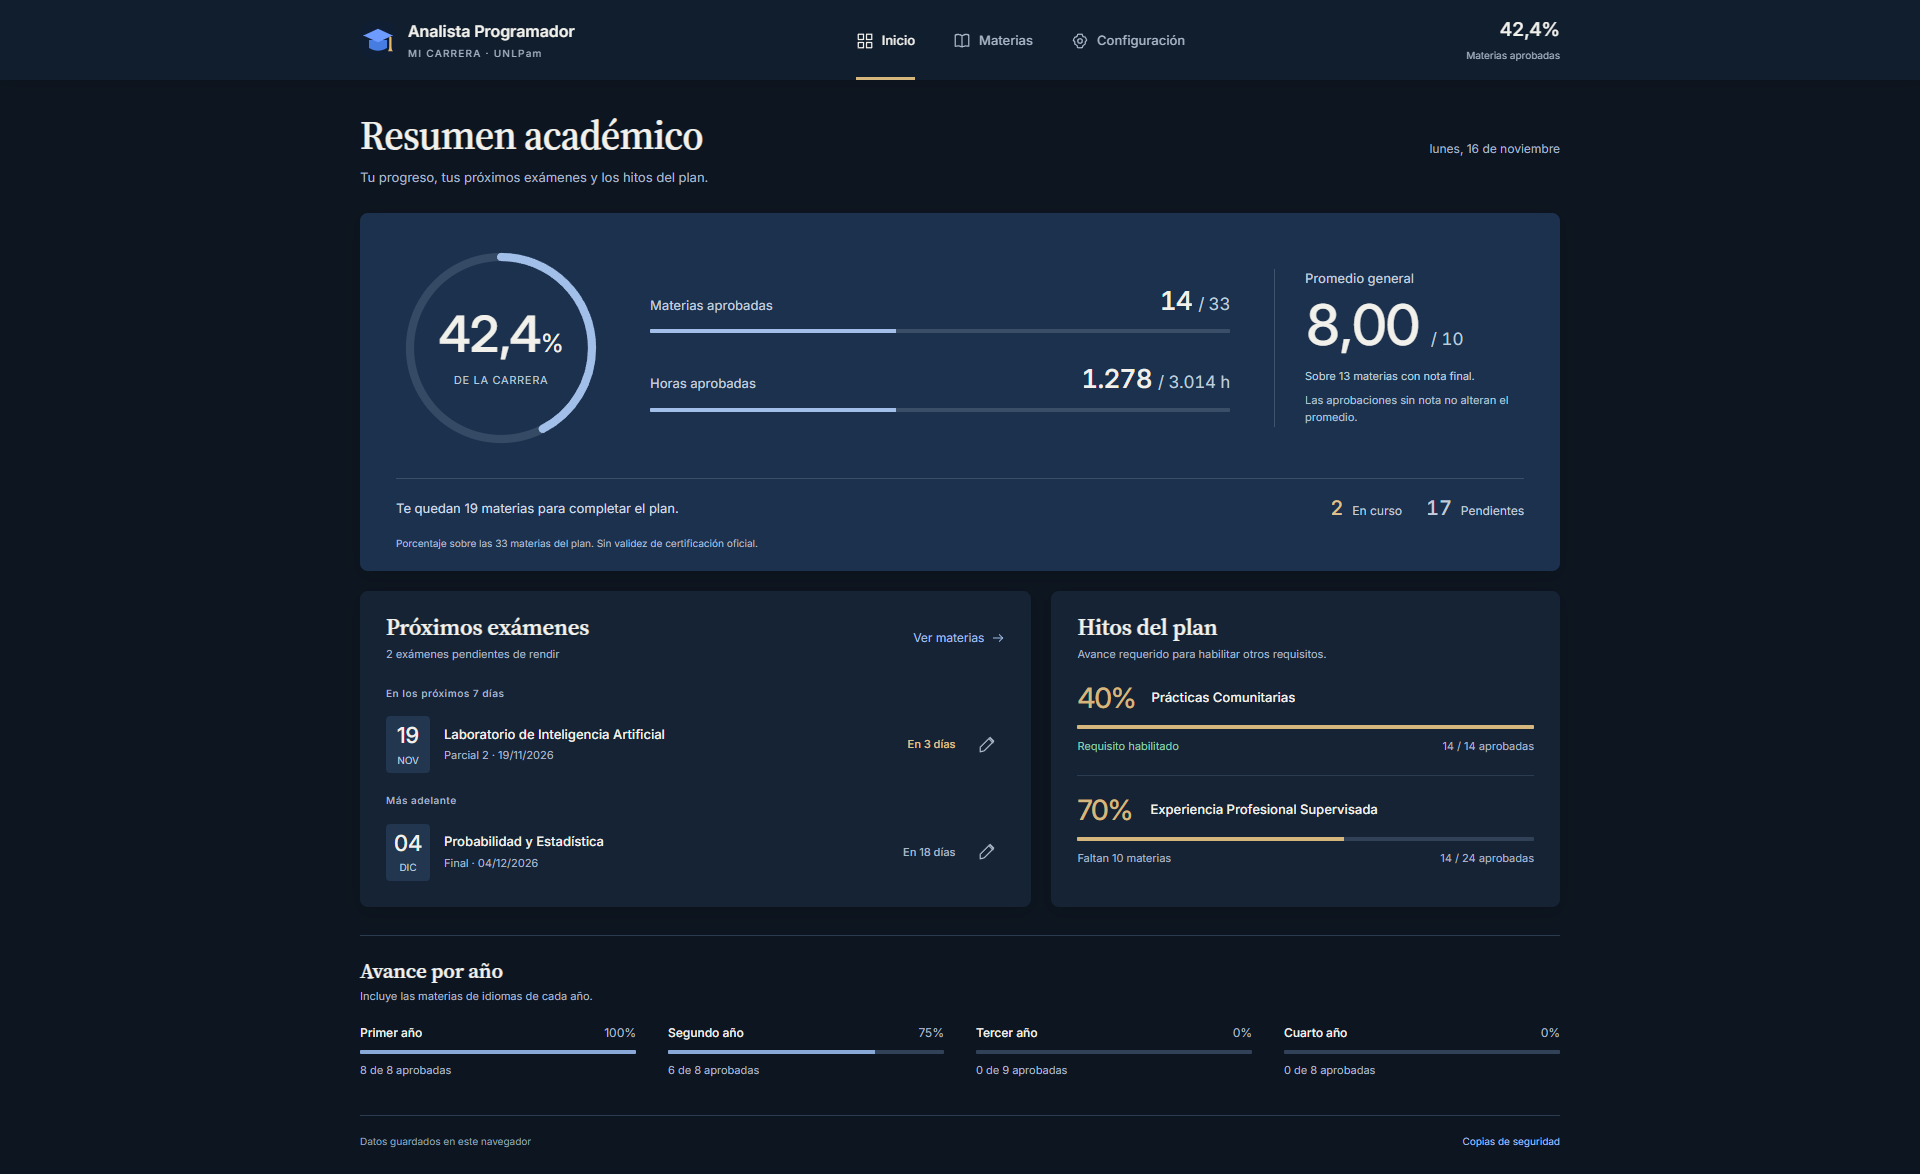 Analista Programador
MI CARRERA · UNLPam
Inicio
Materias
Configuración
42,4%
Materias aprobadas
Resumen académico
lunes, 16 de noviembre
Tu progreso, tus próximos exámenes y los hitos del plan.
42,4%
DE LA CARRERA
Materias aprobadas
14 / 33
Horas aprobadas
1.278 / 3.014 h
Promedio general
8,00 / 10
Sobre 13 materias con nota final.
Las aprobaciones sin nota no alteran el
promedio.
Te quedan 19 materias para completar el plan.
2 En curso
17 Pendientes
Porcentaje sobre las 33 materias del plan. Sin validez de certificación oficial.
Próximos exámenes
2 exámenes pendientes de rendir
Ver materias →
En los próximos 7 días
19
NOV
Laboratorio de Inteligencia Artificial
Parcial 2 · 19/11/2026
En 3 días
Más adelante
04
DIC
Probabilidad y Estadística
Final · 04/12/2026
En 18 días
Hitos del plan
Avance requerido para habilitar otros requisitos.
40% Prácticas Comunitarias
Requisito habilitado
14 / 14 aprobadas
70% Experiencia Profesional Supervisada
Faltan 10 materias
14 / 24 aprobadas
Avance por año
Incluye las materias de idiomas de cada año.
Primer año 100%
8 de 8 aprobadas
Segundo año 75%
6 de 8 aprobadas
Tercer año 0%
0 de 9 aprobadas
Cuarto año 0%
0 de 8 aprobadas
Datos guardados en este navegador
Copias de seguridad